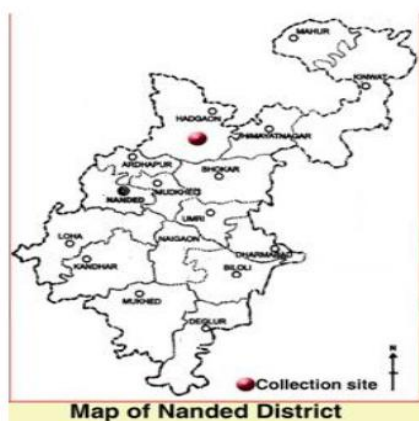 MAHUR
KINWAT
HADGAON
HIMAYATNAGAR
ARDHAPUR
BHOKAR
NANDED
MUDKHED
UMRI
LOHA
NAIGAON
DHARMABAD
KANDHAR
BILOLI
MUKHED
DEGLUR
N
Collection site
Map of Nanded District